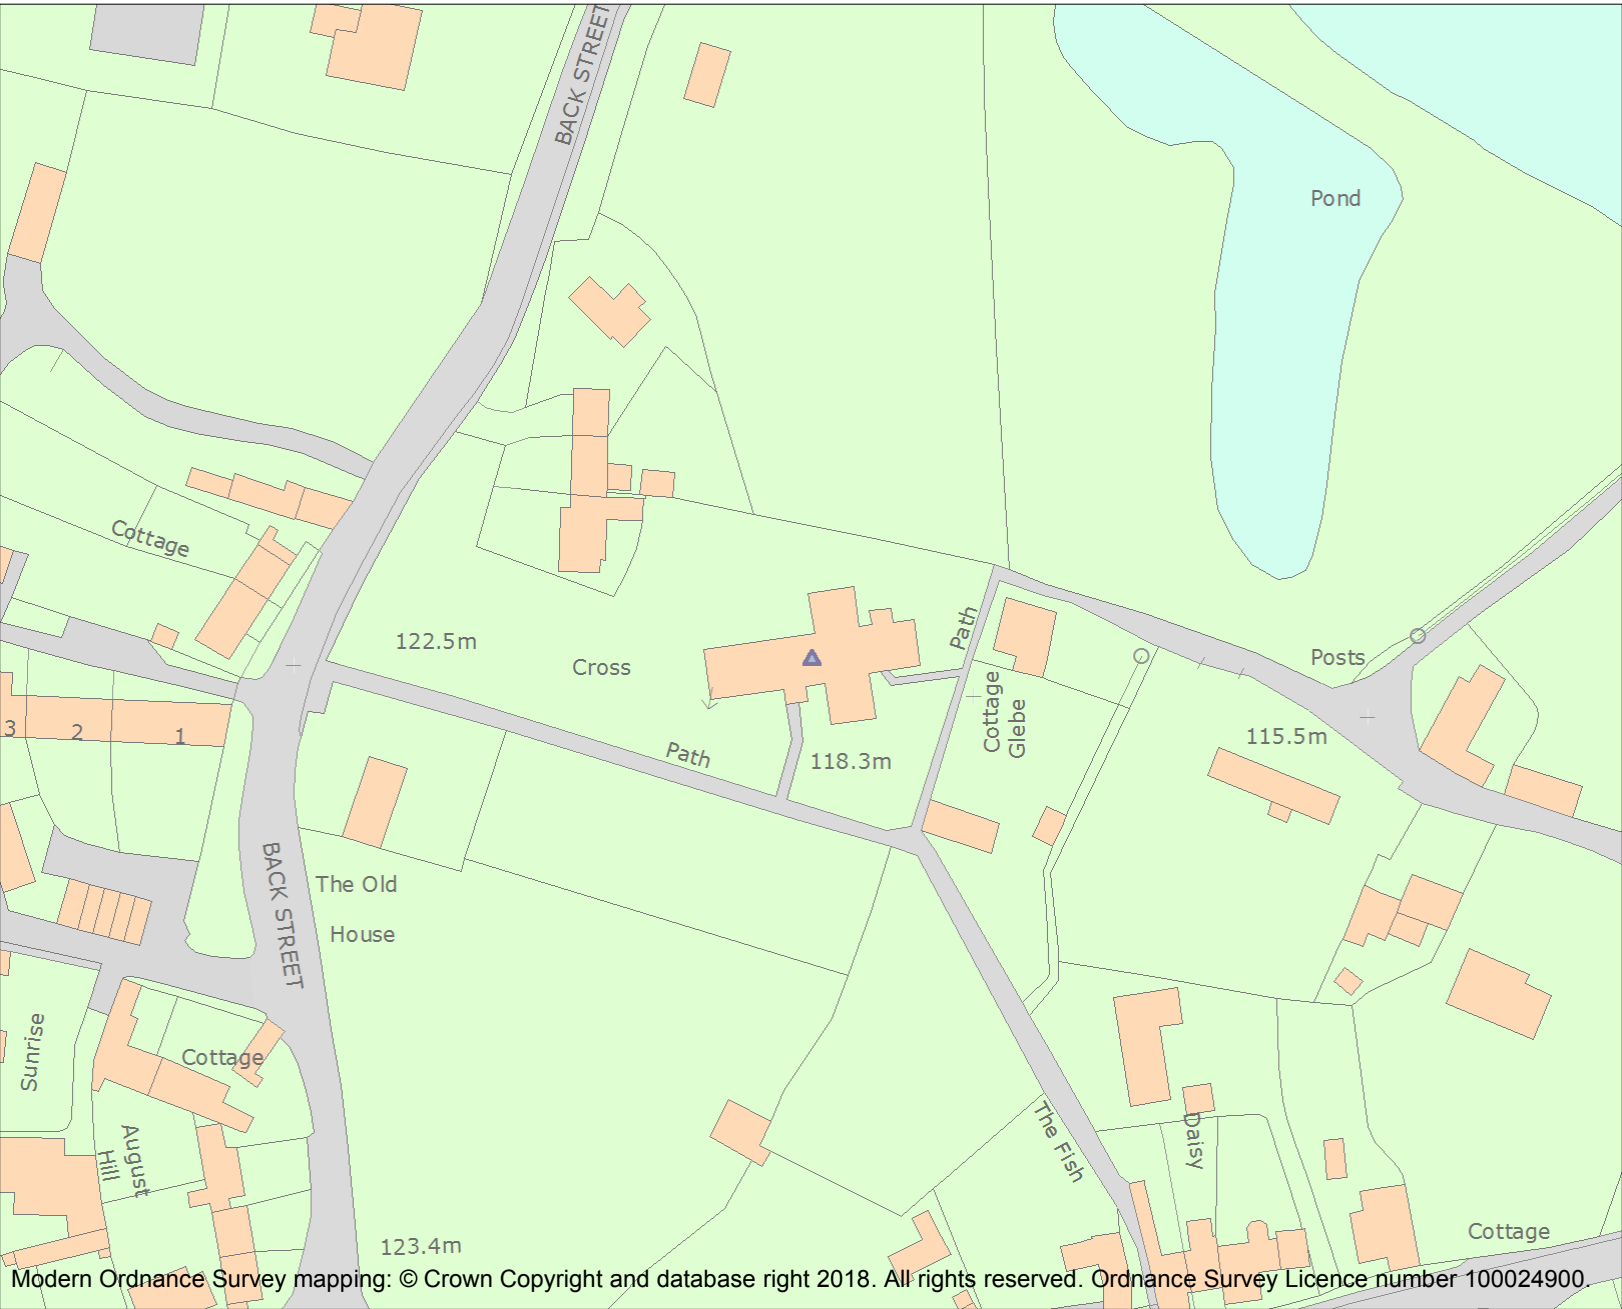 BACK STREET
Pond
Cottage
122.5m
Cross
Path
Cottage
Glebe
Posts
3
2
1
Path
118.3m
115.5m
BACK STREET
The Old
House
Sunrise
Cottage
August
Hill
The Fish
Daisy
123.4m
Cottage
Modern Ordnance Survey mapping: © Crown Copyright and database right 2018. All rights reserved. Ordnance Survey Licence number 100024900.